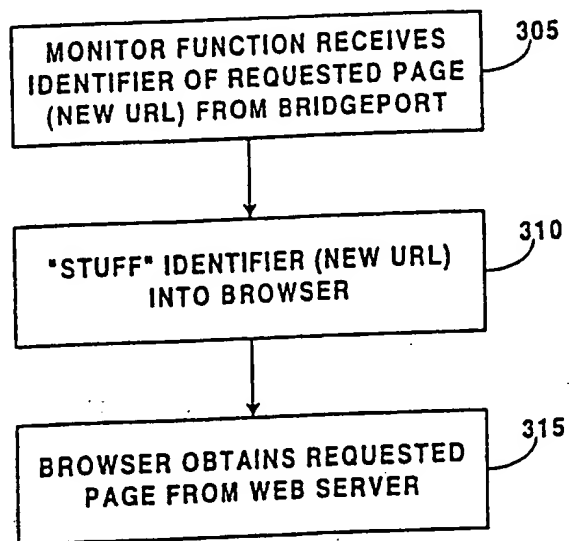 MONITOR FUNCTION RECEIVES
IDENTIFIER OF REQUESTED PAGE
(NEW URL) FROM BRIDGEPORT
305
"STUFF" IDENTIFIER (NEW URL)
INTO BROWSER
310
BROWSER OBTAINS REQUESTED
PAGE FROM WEB SERVER
315